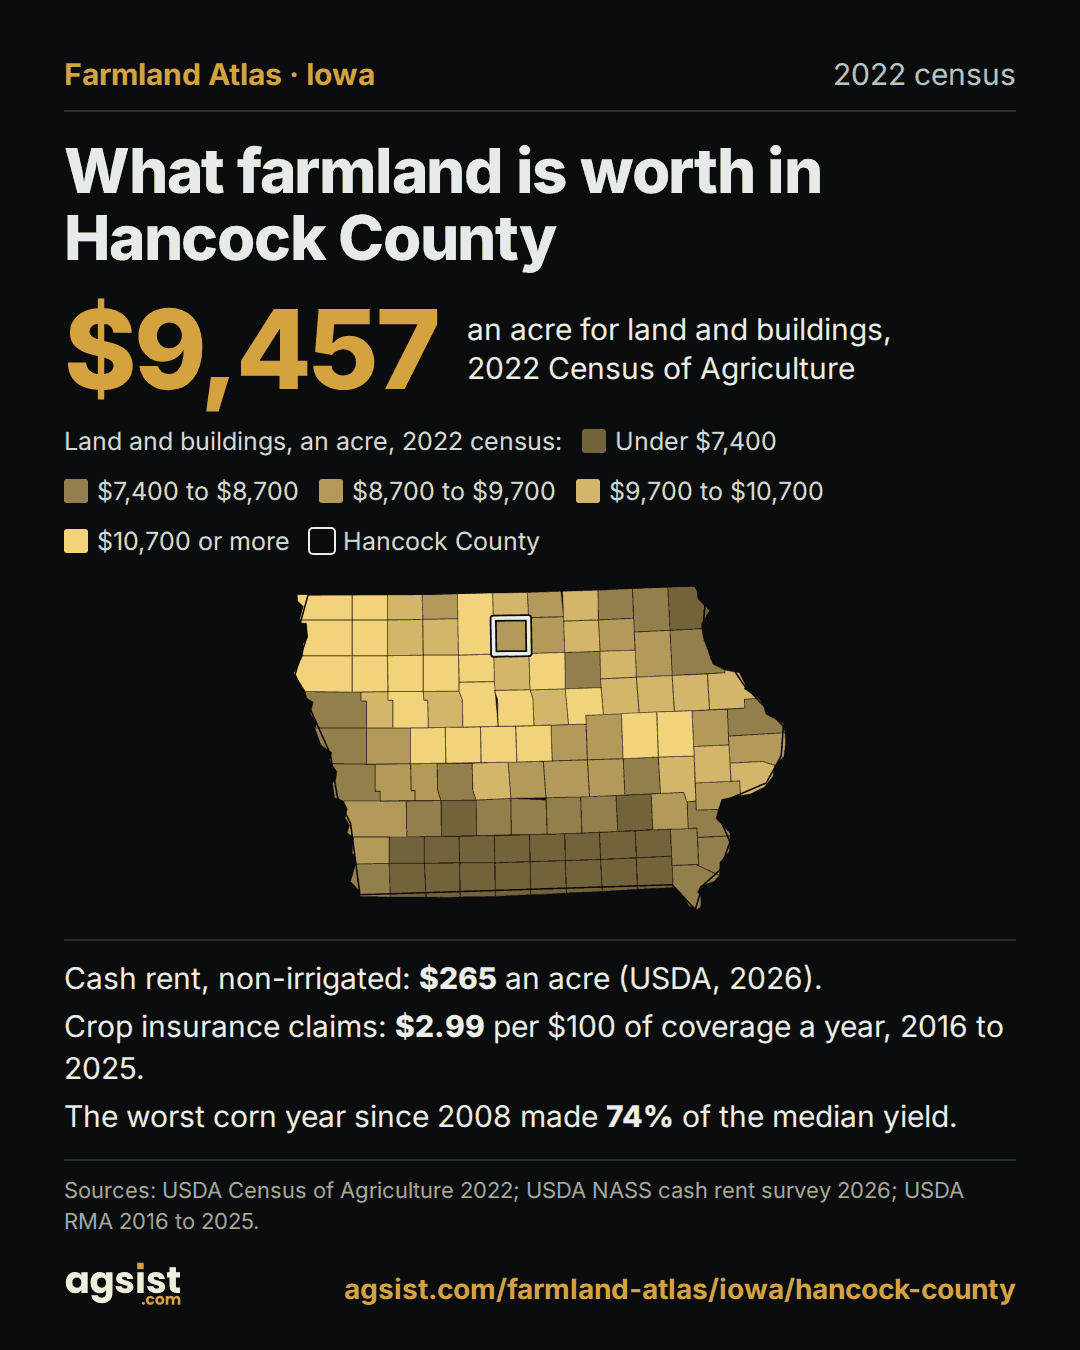 Farmland Atlas · Iowa
2022 census
What farmland is worth in
Hancock County
$9,457
an acre for land and buildings,
2022 Census of Agriculture
Land and buildings, an acre, 2022 census:
Under $7,400
$7,400 to $8,700
$8,700 to $9,700
$9,700 to $10,700
$10,700 or more
Hancock County
Cash rent, non-irrigated: $265 an acre (USDA, 2026).
Crop insurance claims: $2.99 per $100 of coverage a year, 2016 to
2025.
The worst corn year since 2008 made 74% of the median yield.
Sources: USDA Census of Agriculture 2022; USDA NASS cash rent survey 2026; USDA
RMA 2016 to 2025.
agsist
.com
agsist.com/farmland-atlas/iowa/hancock-county